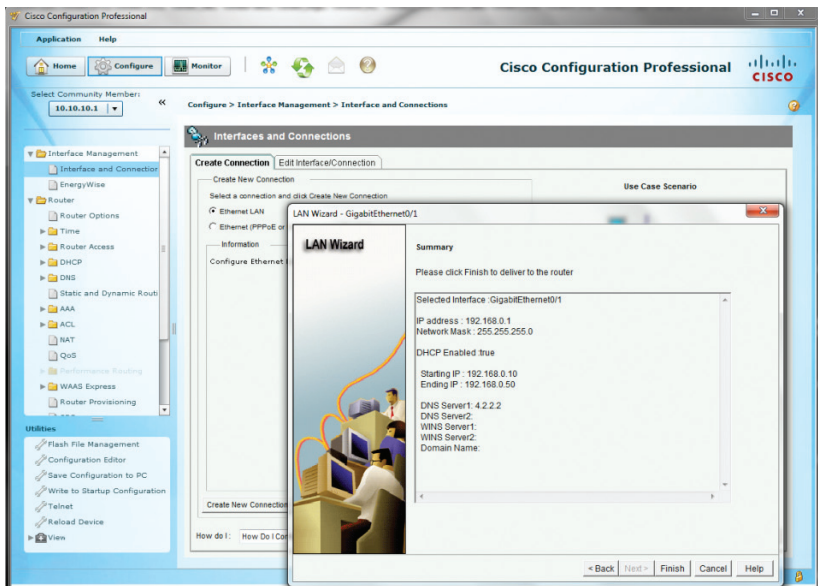 Cisco Configuration Professional
Application Help
Home Configure Monitor
Cisco Configuration Professional
CISCO
Select Community Member:
10.10.10.1
«
Configure > Interface Management > Interface and Connections
Interfaces and Connections
Interface Management
Interface and Connection
EnergyWise
Router
Router Options
Time
Router Access
DHCP
DNS
Static and Dynamic Routi
AAA
ACL
NAT
QoS
Performance Routing
WAAS Express
Router Provisioning
Utilities
Flash File Management
Configuration Editor
Save Configuration to PC
Write to Startup Configuration
Telnet
Reload Device
View
Create Connection Edit Interface/Connection
Create New Connection
Select a connection and click Create New Connection
Ethernet LAN
Ethernet (PPPoE or
Information
Configure Ethernet
Use Case Scenario
Create New Connection
How do I: How Do I Con
LAN Wizard - GigabitEthernet0/1
LAN Wizard
Summary
Please click Finish to deliver to the router
Selected Interface :GigabitEthernet0/1
IP address : 192.168.0.1
Network Mask : 255.255.255.0
DHCP Enabled :true
Starting IP : 192.168.0.10
Ending IP : 192.168.0.50
DNS Server1: 4.2.2.2
DNS Server2:
WINS Server1:
WINS Server2:
Domain Name:
< Back Next > Finish Cancel Help